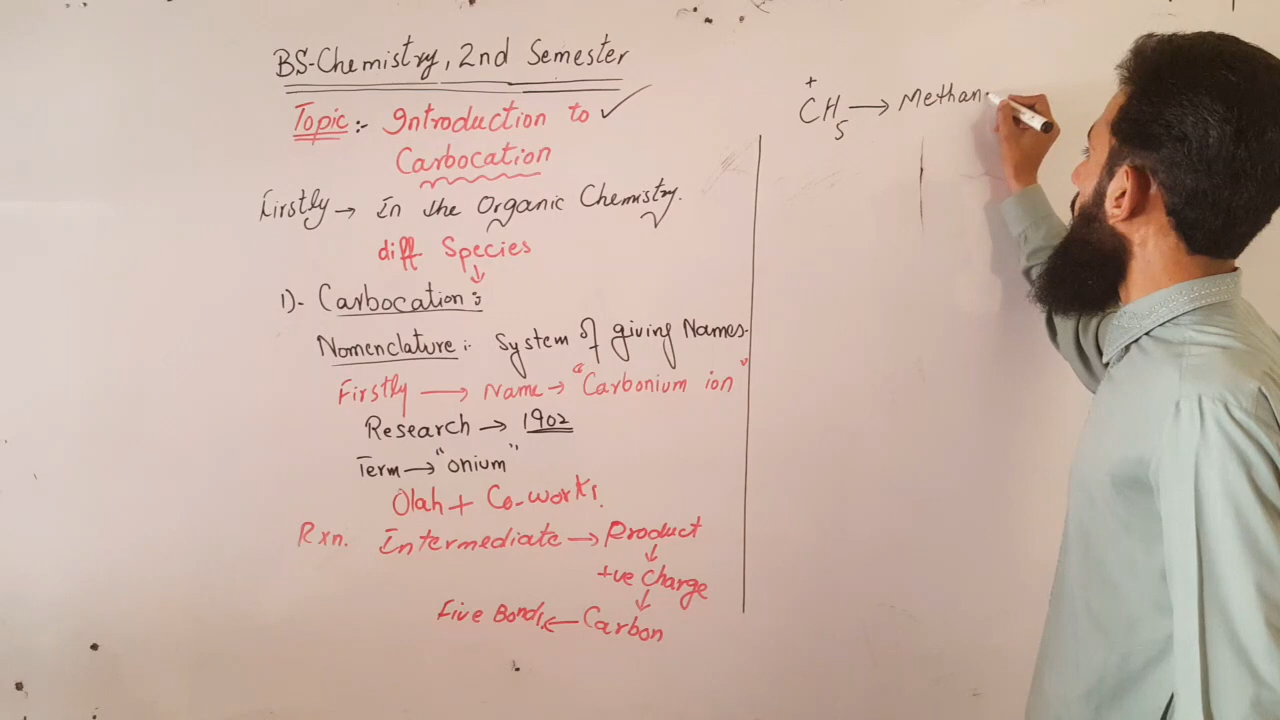 BS-Chemistry, 2nd Semester
Topic:- Introduction to ✓
Carbocation
Firstly → In the Organic Chemistry.
diff Species
↓
1)- Carbocation:
Nomenclature:- System of giving Names.
Firstly → Name → "Carbonium ion"
Research → 1902
Term → "onium"
Olah + Co-works.
Rxn. Intermediate → Product
↓
+ve Charge
↓
Five Bonds ← Carbon
+
CH5 → Methan